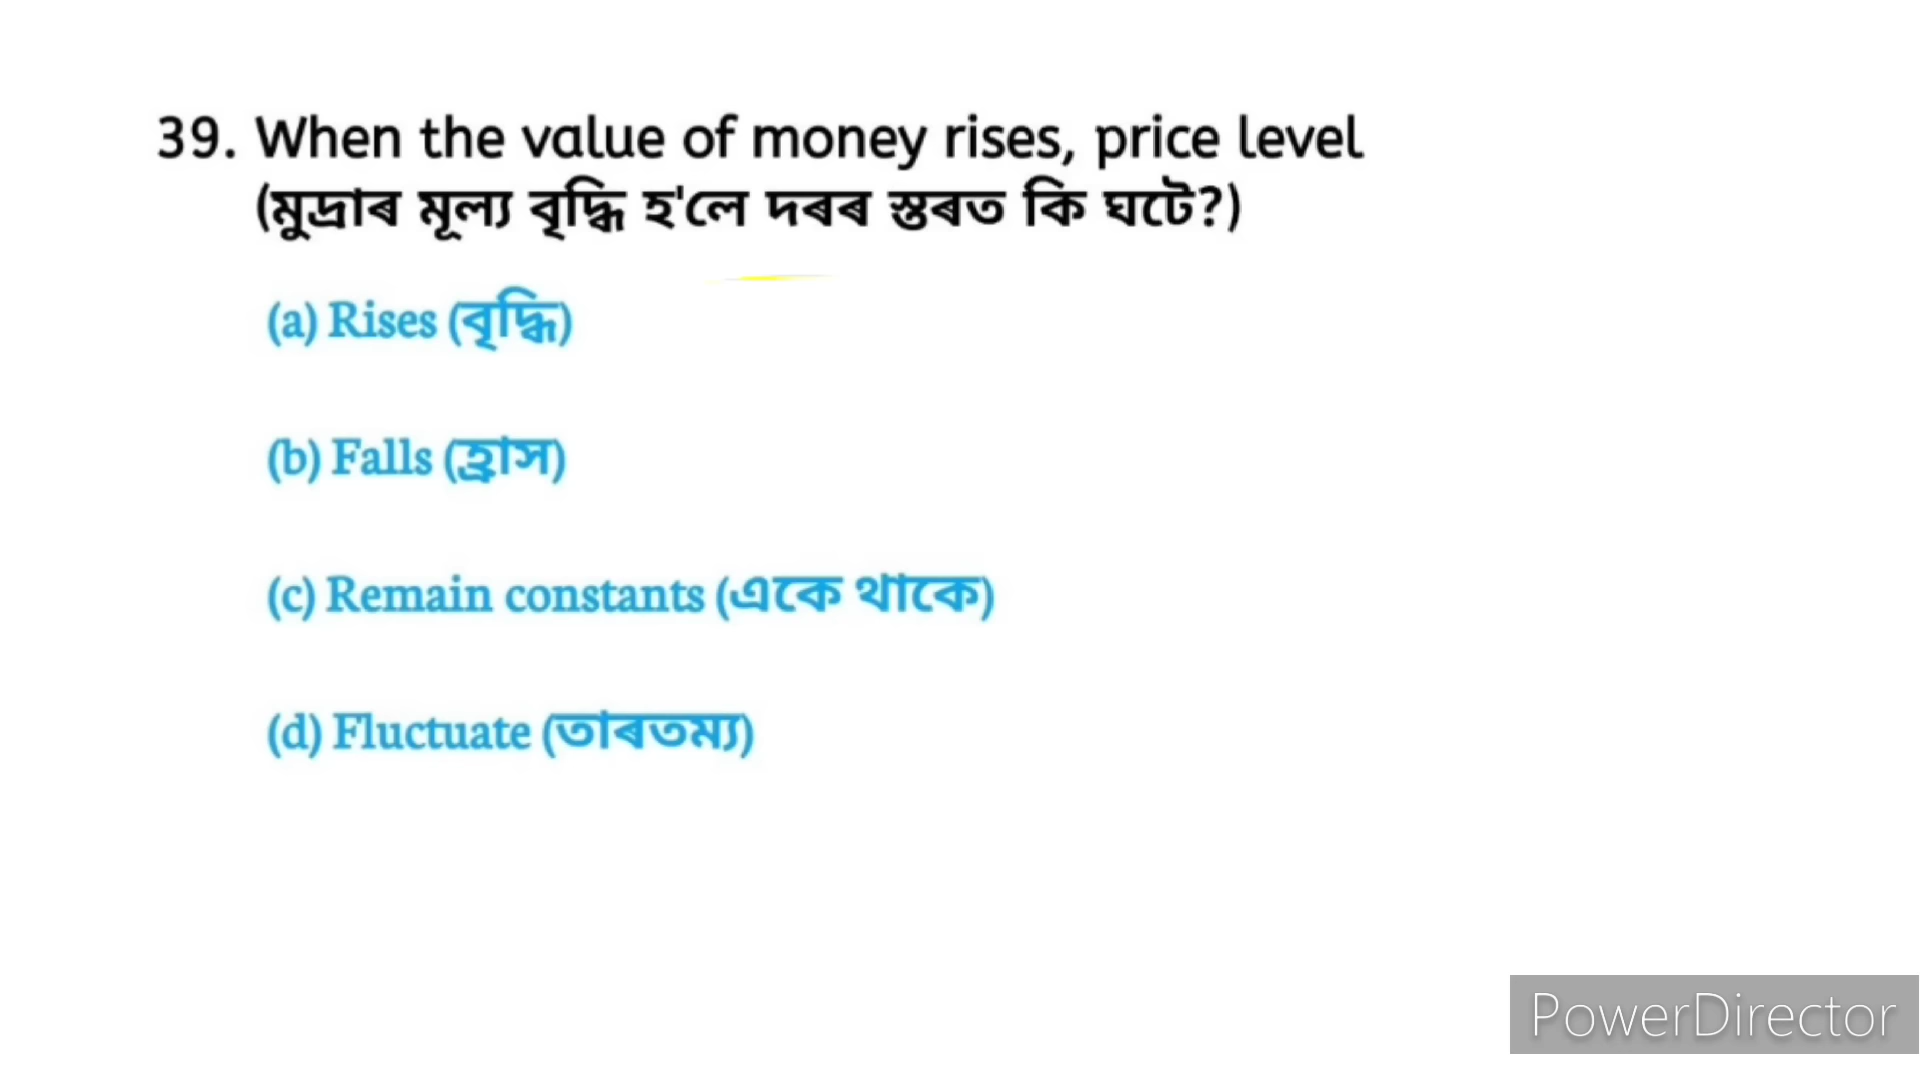 39. When the value of money rises, price level
(মুদ্ৰাৰ মূল্য বৃদ্ধি হ'লে দৰৰ স্তৰত কি ঘটে?)
(a) Rises (বৃদ্ধি)
(b) Falls (হ্ৰাস)
(c) Remain constants (একে থাকে)
(d) Fluctuate (তাৰতম্য)
PowerDirector